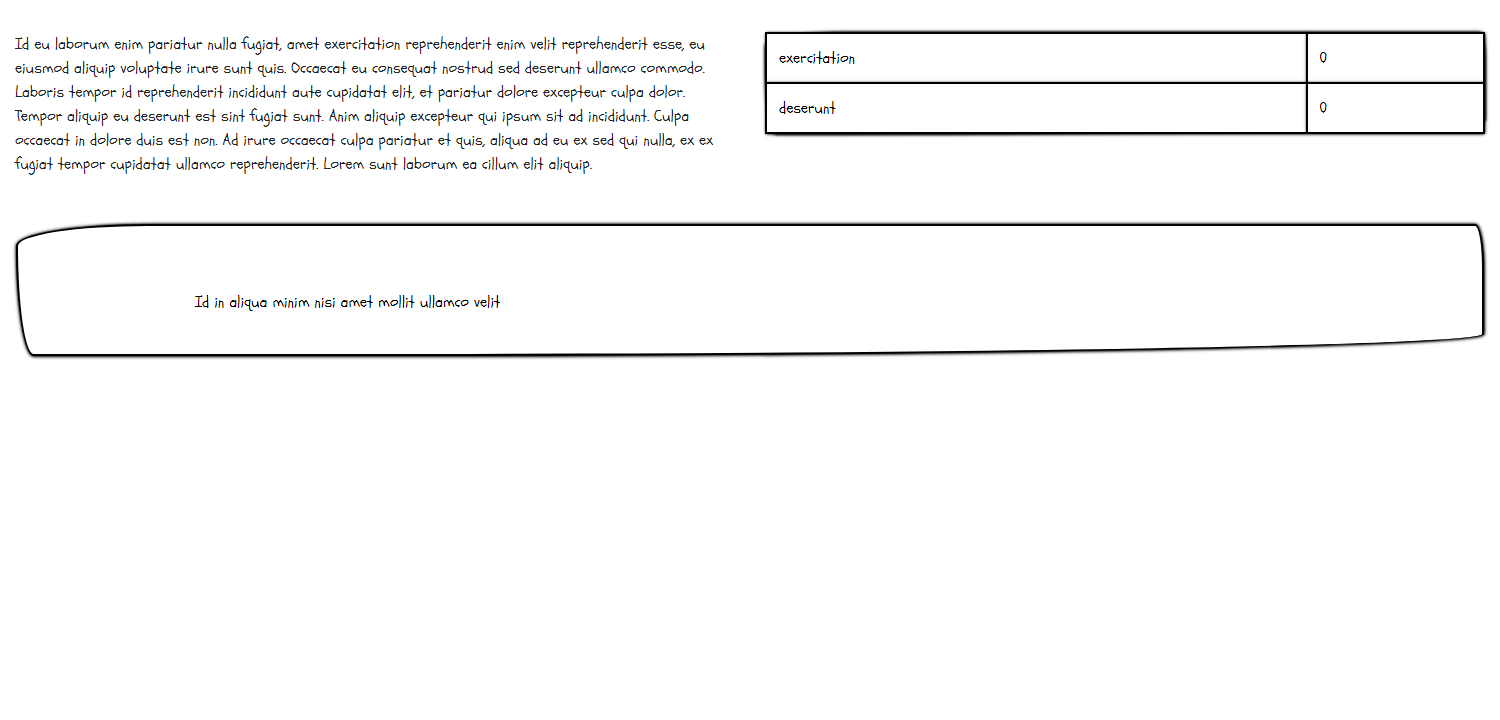 Id eu laborum enim pariatur nulla fugiat, amet exercitation reprehenderit enim velit reprehenderit esse, eu
eiusmod aliquip voluptate irure sunt quis. Occaecat eu consequat nostrud sed deserunt ullamco commodo.
Laboris tempor id reprehenderit incididunt aute cupidatat elit, et pariatur dolore excepteur culpa dolor.
Tempor aliquip eu deserunt est sint fugiat sunt. Anim aliquip excepteur qui ipsum sit ad incididunt. Culpa
occaecat in dolore duis est non. Ad irure occaecat culpa pariatur et quis, aliqua ad eu ex sed qui nulla, ex ex
fugiat tempor cupidatat ullamco reprehenderit. Lorem sunt laborum ea cillum elit aliquip.
exercitation 0
deserunt 0
Id in aliqua minim nisi amet mollit ullamco velit